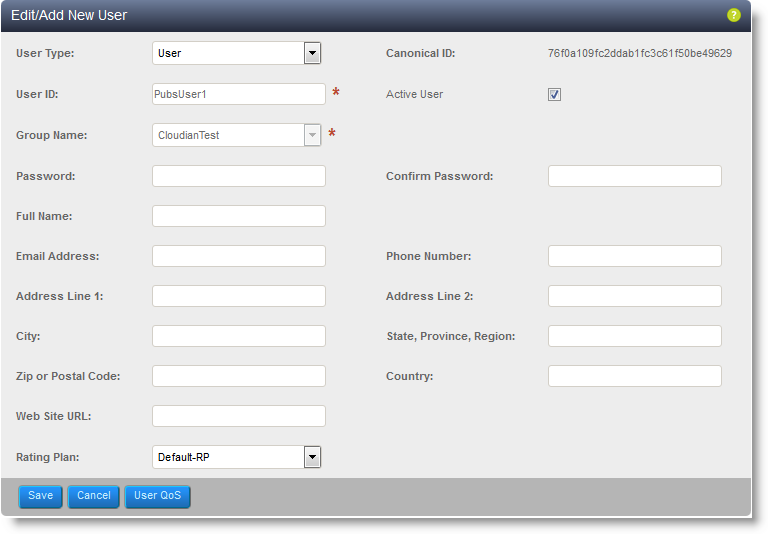 Edit/Add New User ?
User Type: User Canonical ID: 76f0a109fc2ddab1fc3c61f50be49629
User ID: PubsUser1 * Active User
Group Name: CloudianTest *
Password: Confirm Password:
Full Name:
Email Address: Phone Number:
Address Line 1: Address Line 2:
City: State, Province, Region:
Zip or Postal Code: Country:
Web Site URL:
Rating Plan: Default-RP
Save Cancel User QoS